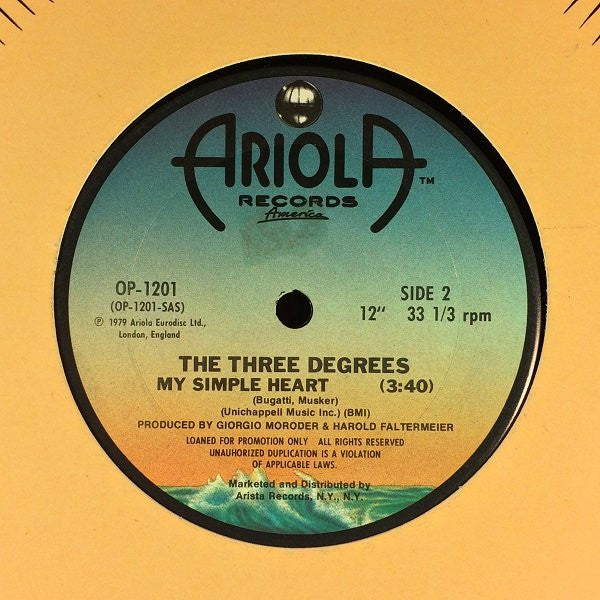 ARIOLA™
RECORDS
America
OP-1201
(OP-1201-SAS)
℗ 1979 Ariola Eurodisc Ltd.,
London, England
SIDE 2
12" 33 1/3 rpm
THE THREE DEGREES
MY SIMPLE HEART (3:40)
(Bugatti, Musker)
(Unichappell Music Inc.) (BMI)
PRODUCED BY GIORGIO MORODER & HAROLD FALTERMEIER
LOANED FOR PROMOTION ONLY ALL RIGHTS RESERVED
UNAUHORIZED DUPLICATION IS A VIOLATION
OF APPLICABLE LAWS.
Marketed and Distributed by
Arista Records, N.Y., N.Y.